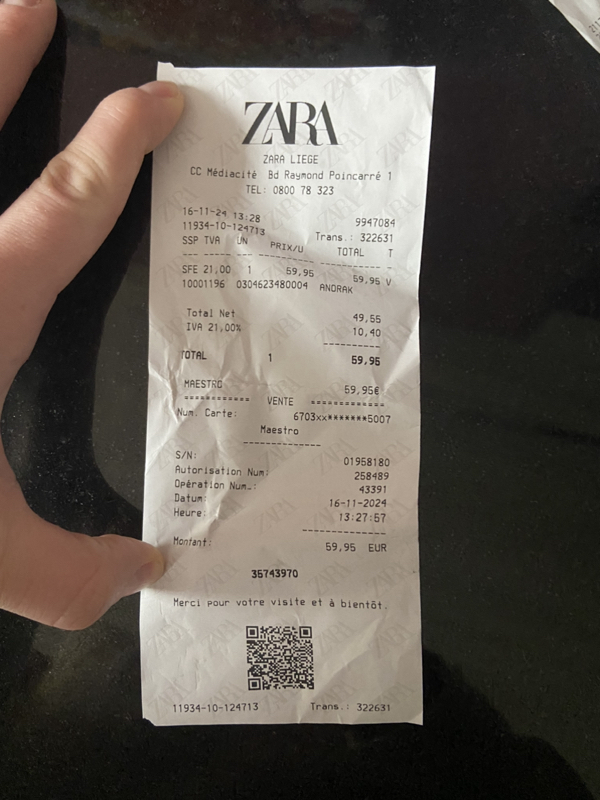 ZARA
ZARA LIEGE
CC Médiacité Bd Raymond Poincarré 1
TEL: 0800 78 323
16-11-24 13:28 9947084
11934-10-124713 Trans.: 322631
SSP TVA UN PRIX/U TOTAL T
SFE 21,00 1 59,95 59,95 V
10001196 0304623480004 ANORAK
Total Net 49,55
IVA 21,00% 10,40
TOTAL 1 59,95
MAESTRO 59,95€
============ VENTE =============
Num. Carte: 6703xx*******5007
Maestro
S/N: 01958180
Autorisation Num: 258489
Opération Num.: 43391
Datum: 16-11-2024
Heure: 13:27:57
Montant: 59,95 EUR
35743970
Merci pour votre visite et à bientôt.
11934-10-124713 Trans.: 322631